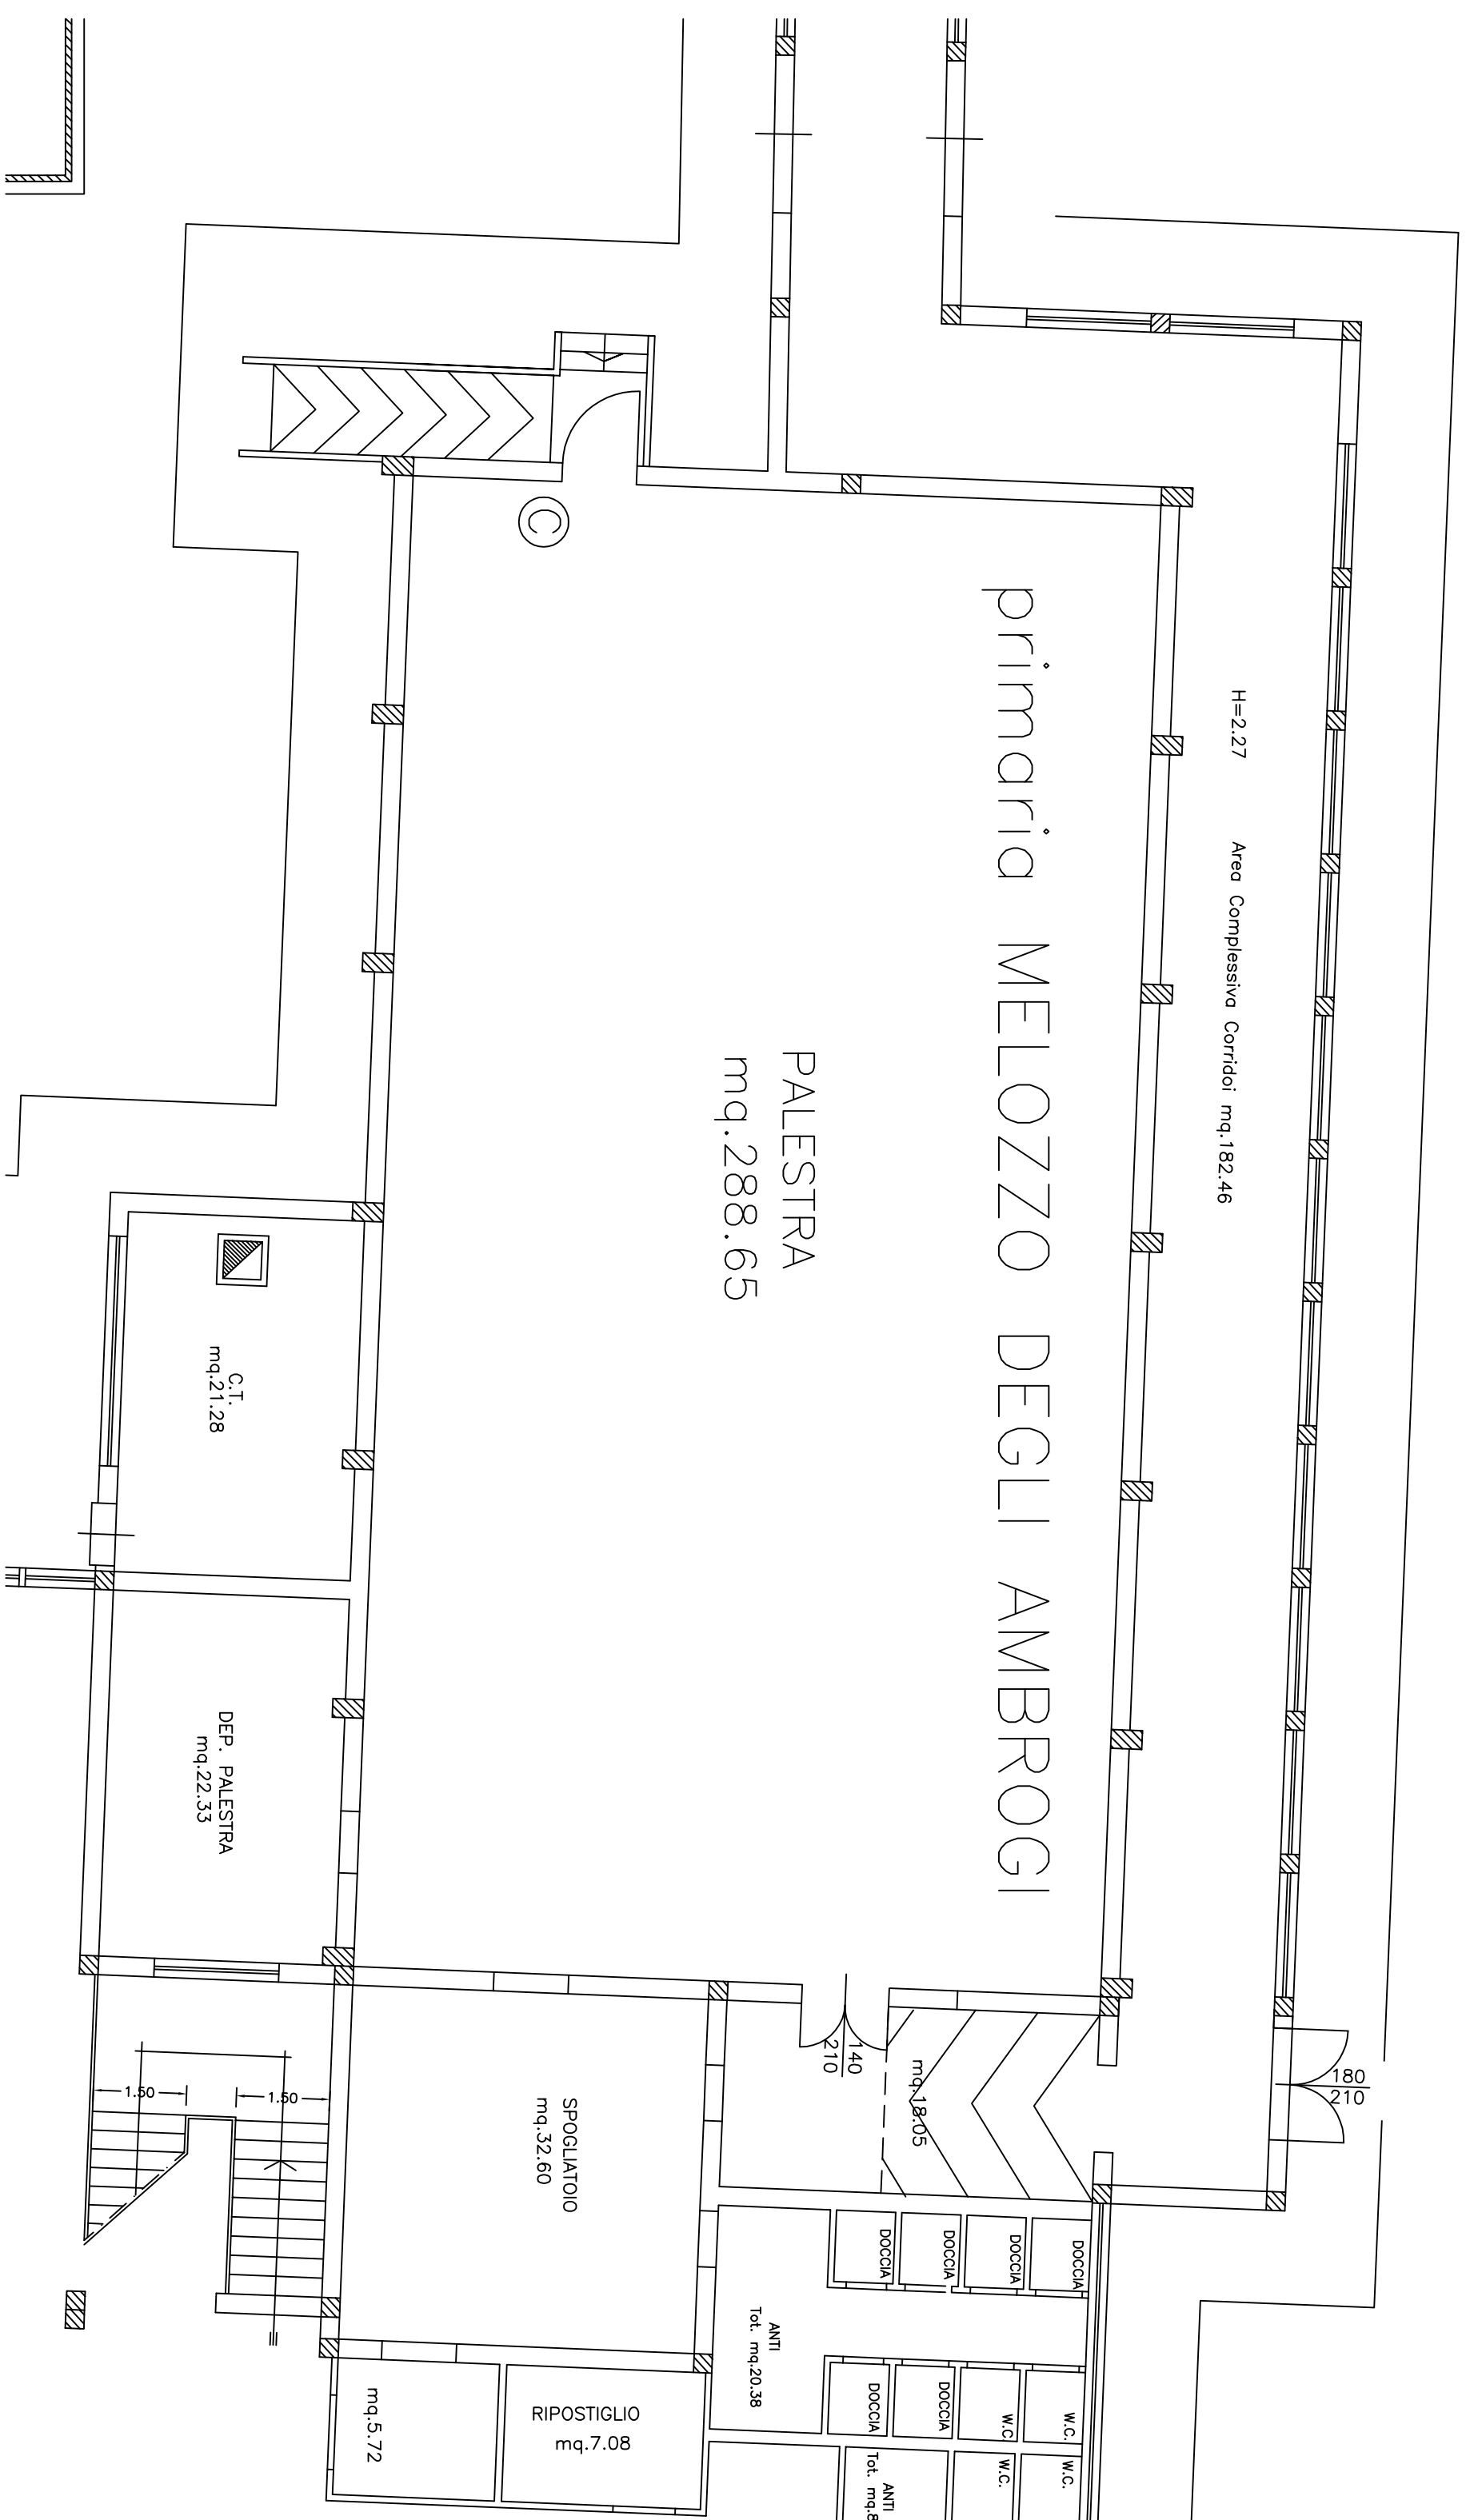 primaria MELOZZO DEGLI AMBROGI
H=2.27
Area Complessiva Corridoi mq.182.46
C
PALESTRA
mq.288.65
C.T.
mq.21.28
DEP. PALESTRA
mq.22.33
140
210
180
210
mq.18.05
1.50
1.50
SPOGLIATOIO
mq.32.60
DOCCIA
DOCCIA
DOCCIA
DOCCIA
ANTI
Tot. mq.20.38
DOCCIA
DOCCIA
W.C.
W.C.
RIPOSTIGLIO
mq.7.08
mq.5.72
ANTI
Tot. mq.8
W.C.
W.C.